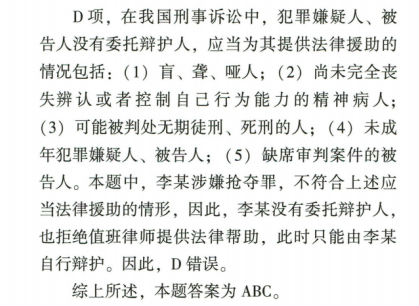 D 项，在我国刑事诉讼中，犯罪嫌疑人、被
告人没有委托辩护人，应当为其提供法律援助的
情况包括：（1）盲、聋、哑人；（2）尚未完全丧
失辨认或者控制自己行为能力的精神病人；
（3）可能被判处无期徒刑、死刑的人；（4）未成
年犯罪嫌疑人、被告人；（5）缺席审判案件的被
告人。本题中，李某涉嫌抢夺罪，不符合上述应
当法律援助的情形，因此，李某没有委托辩护人，
也拒绝值班律师提供法律帮助，此时只能由李某
自行辩护。因此，D 错误。
综上所述，本题答案为 ABC。